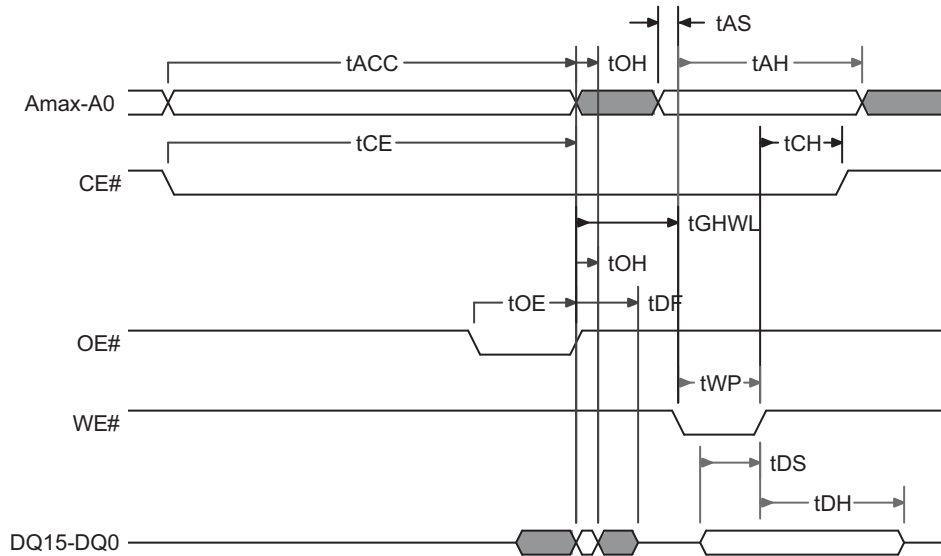 tAS
tACC tOH tAH
Amax-A0
tCE tCH
CE#
tGHWL
tOH
tOE tDF
OE#
tWP
WE#
tDS
tDH
DQ15-DQ0